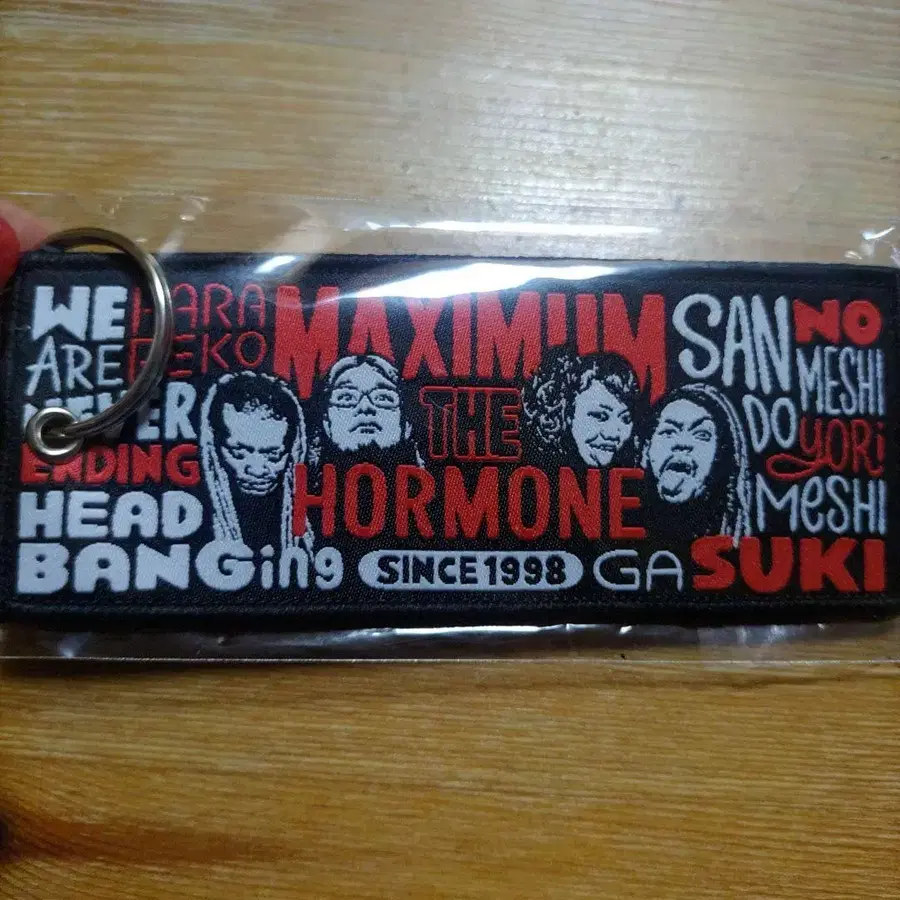 WE
ARE
HARA
PEKO
NEVER
ENDING
HEAD
BANGing
MAXIMUM
THE
HORMONE
SINCE 1998
SAN
DO
NO
MESHI
YORi
MeSHI
GA
SUKI